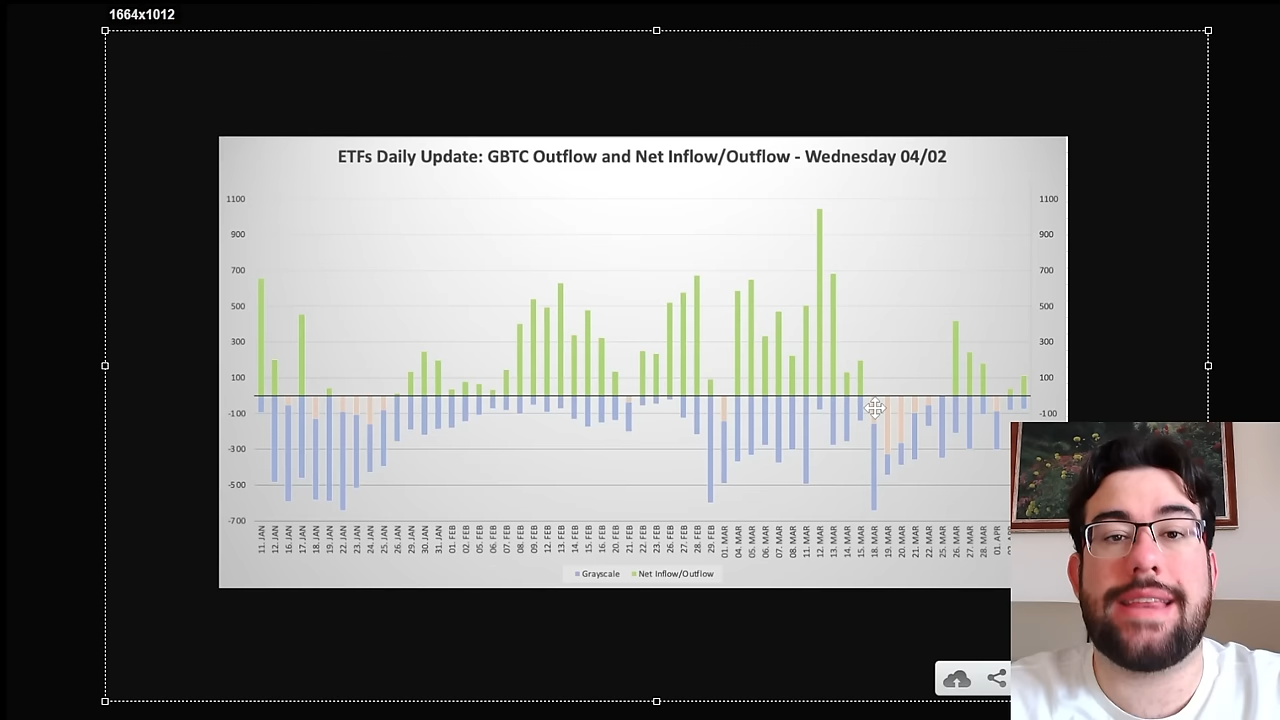 1664x1012
ETFs Daily Update: GBTC Outflow and Net Inflow/Outflow - Wednesday 04/02
1100 1100
900 900
700 700
500 500
300 300
100 100
-100 -100
-300
-500
-700
11. JAN 12. JAN 16. JAN 17. JAN 18. JAN 19. JAN 22. JAN 23. JAN 24. JAN 25. JAN 26. JAN 29. JAN 30. JAN 31. JAN 01. FEB 02. FEB 05. FEB 06. FEB 07. FEB 08. FEB 09. FEB 12. FEB 13. FEB 14. FEB 15. FEB 16. FEB 20. FEB 21. FEB 22. FEB 23. FEB 26. FEB 27. FEB 28. FEB 29. FEB 01. MAR 04. MAR 05. MAR 06. MAR 07. MAR 08. MAR 11. MAR 12. MAR 13. MAR 14. MAR 15. MAR 18. MAR 19. MAR 20. MAR 21. MAR 22. MAR 25. MAR 26. MAR 27. MAR 28. MAR 01. APR
Grayscale Net Inflow/Outflow